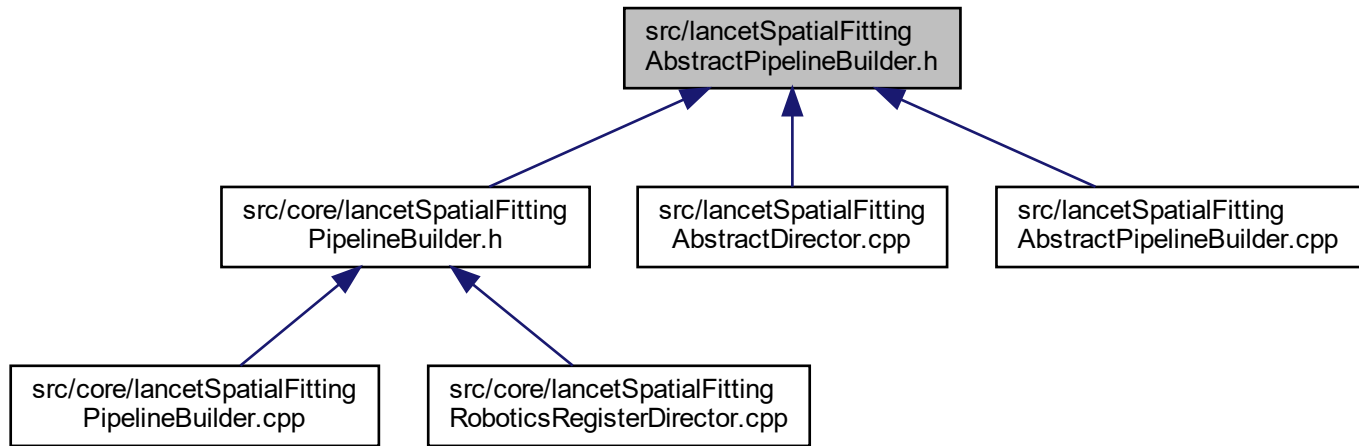 src/lancetSpatialFitting
AbstractPipelineBuilder.h
src/core/lancetSpatialFitting
PipelineBuilder.h
src/lancetSpatialFitting
AbstractDirector.cpp
src/lancetSpatialFitting
AbstractPipelineBuilder.cpp
src/core/lancetSpatialFitting
PipelineBuilder.cpp
src/core/lancetSpatialFitting
RoboticsRegisterDirector.cpp